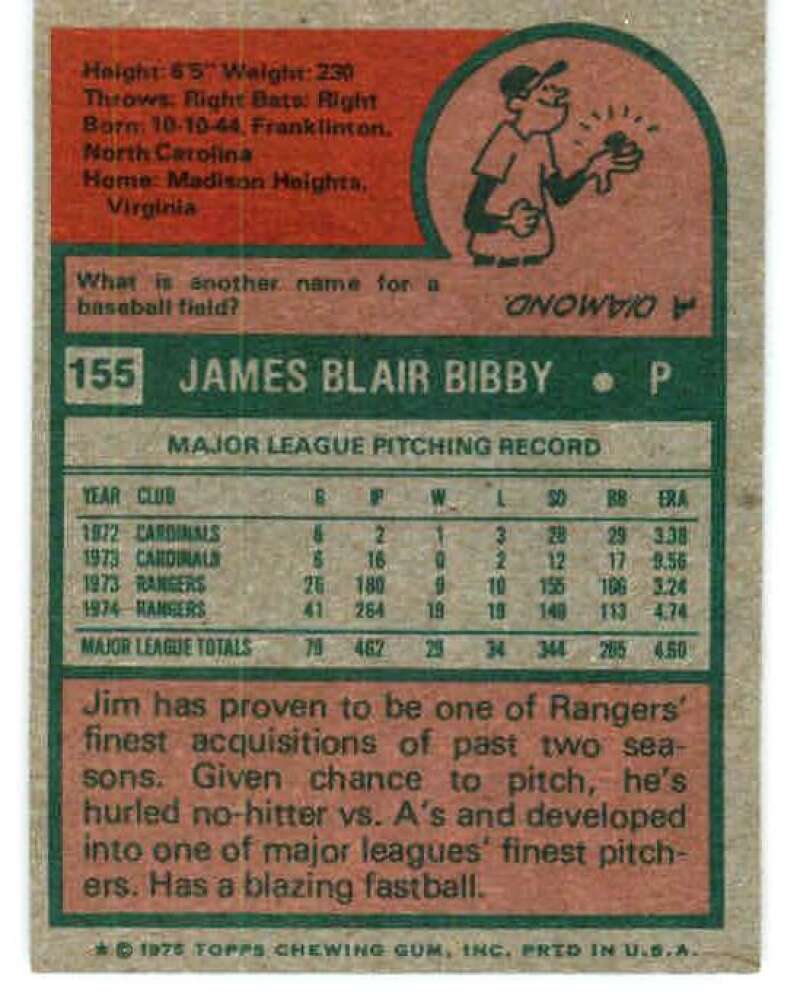 Height: 6'5" Weight: 230
Throws: Right Bats: Right
Born: 10-10-44, Franklinton,
North Carolina
Home: Madison Heights,
Virginia
What is another name for a
baseball field?
A DIAMOND.
155 JAMES BLAIR BIBBY • P
MAJOR LEAGUE PITCHING RECORD
YEAR CLUB G IP W L SO BB ERA
1972 CARDINALS 6 2 1 3 28 29 3.38
1973 CARDINALS 6 16 0 2 12 17 9.56
1973 RANGERS 26 180 9 10 155 106 3.24
1974 RANGERS 41 264 19 19 149 113 4.74
MAJOR LEAGUE TOTALS 79 462 29 34 344 265 4.60
Jim has proven to be one of Rangers'
finest acquisitions of past two sea-
sons. Given chance to pitch, he's
hurled no-hitter vs. A's and developed
into one of major leagues' finest pitch-
ers. Has a blazing fastball.
★ © 1975 TOPPS CHEWING GUM, INC. PRTD IN U.S.A.